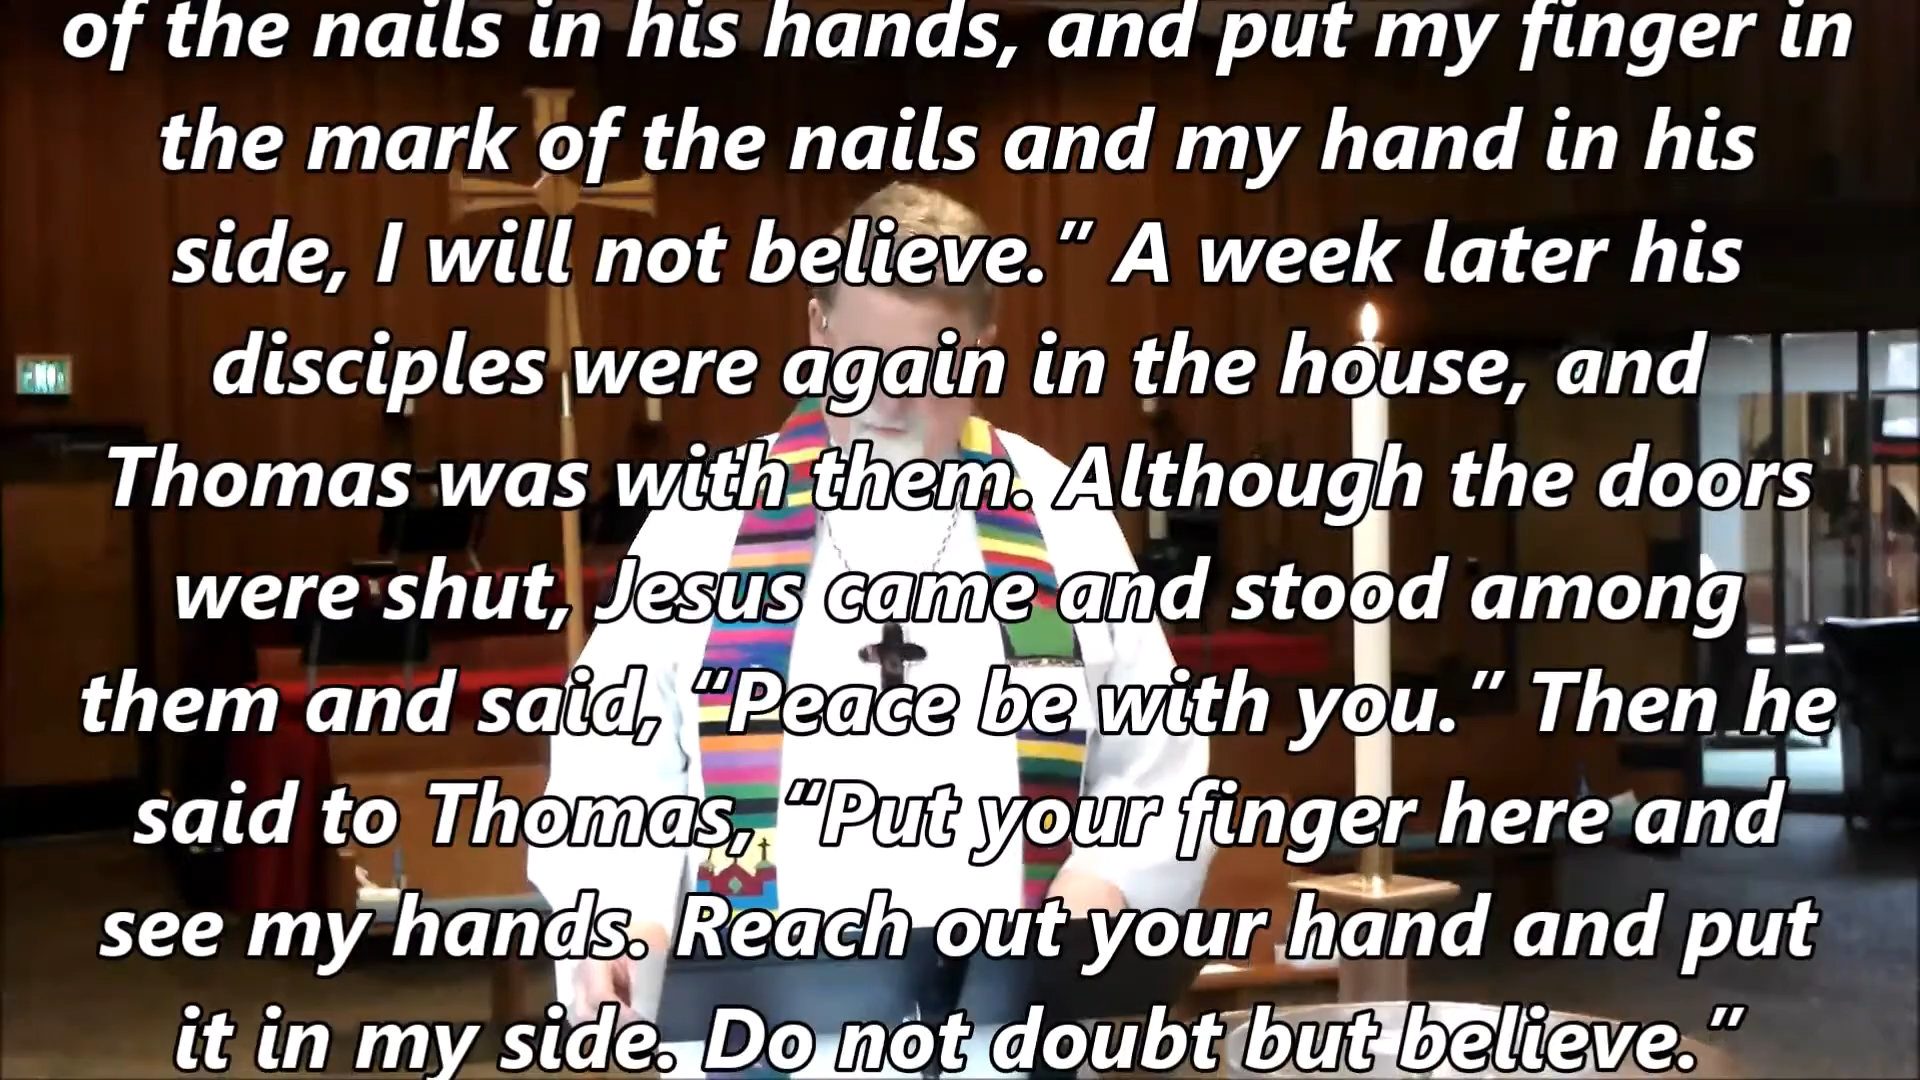 of the nails in his hands, and put my finger in
the mark of the nails and my hand in his
side, I will not believe.” A week later his
disciples were again in the house, and
Thomas was with them. Although the doors
were shut, Jesus came and stood among
them and said, “Peace be with you.” Then he
said to Thomas, “Put your finger here and
see my hands. Reach out your hand and put
it in my side. Do not doubt but believe.”